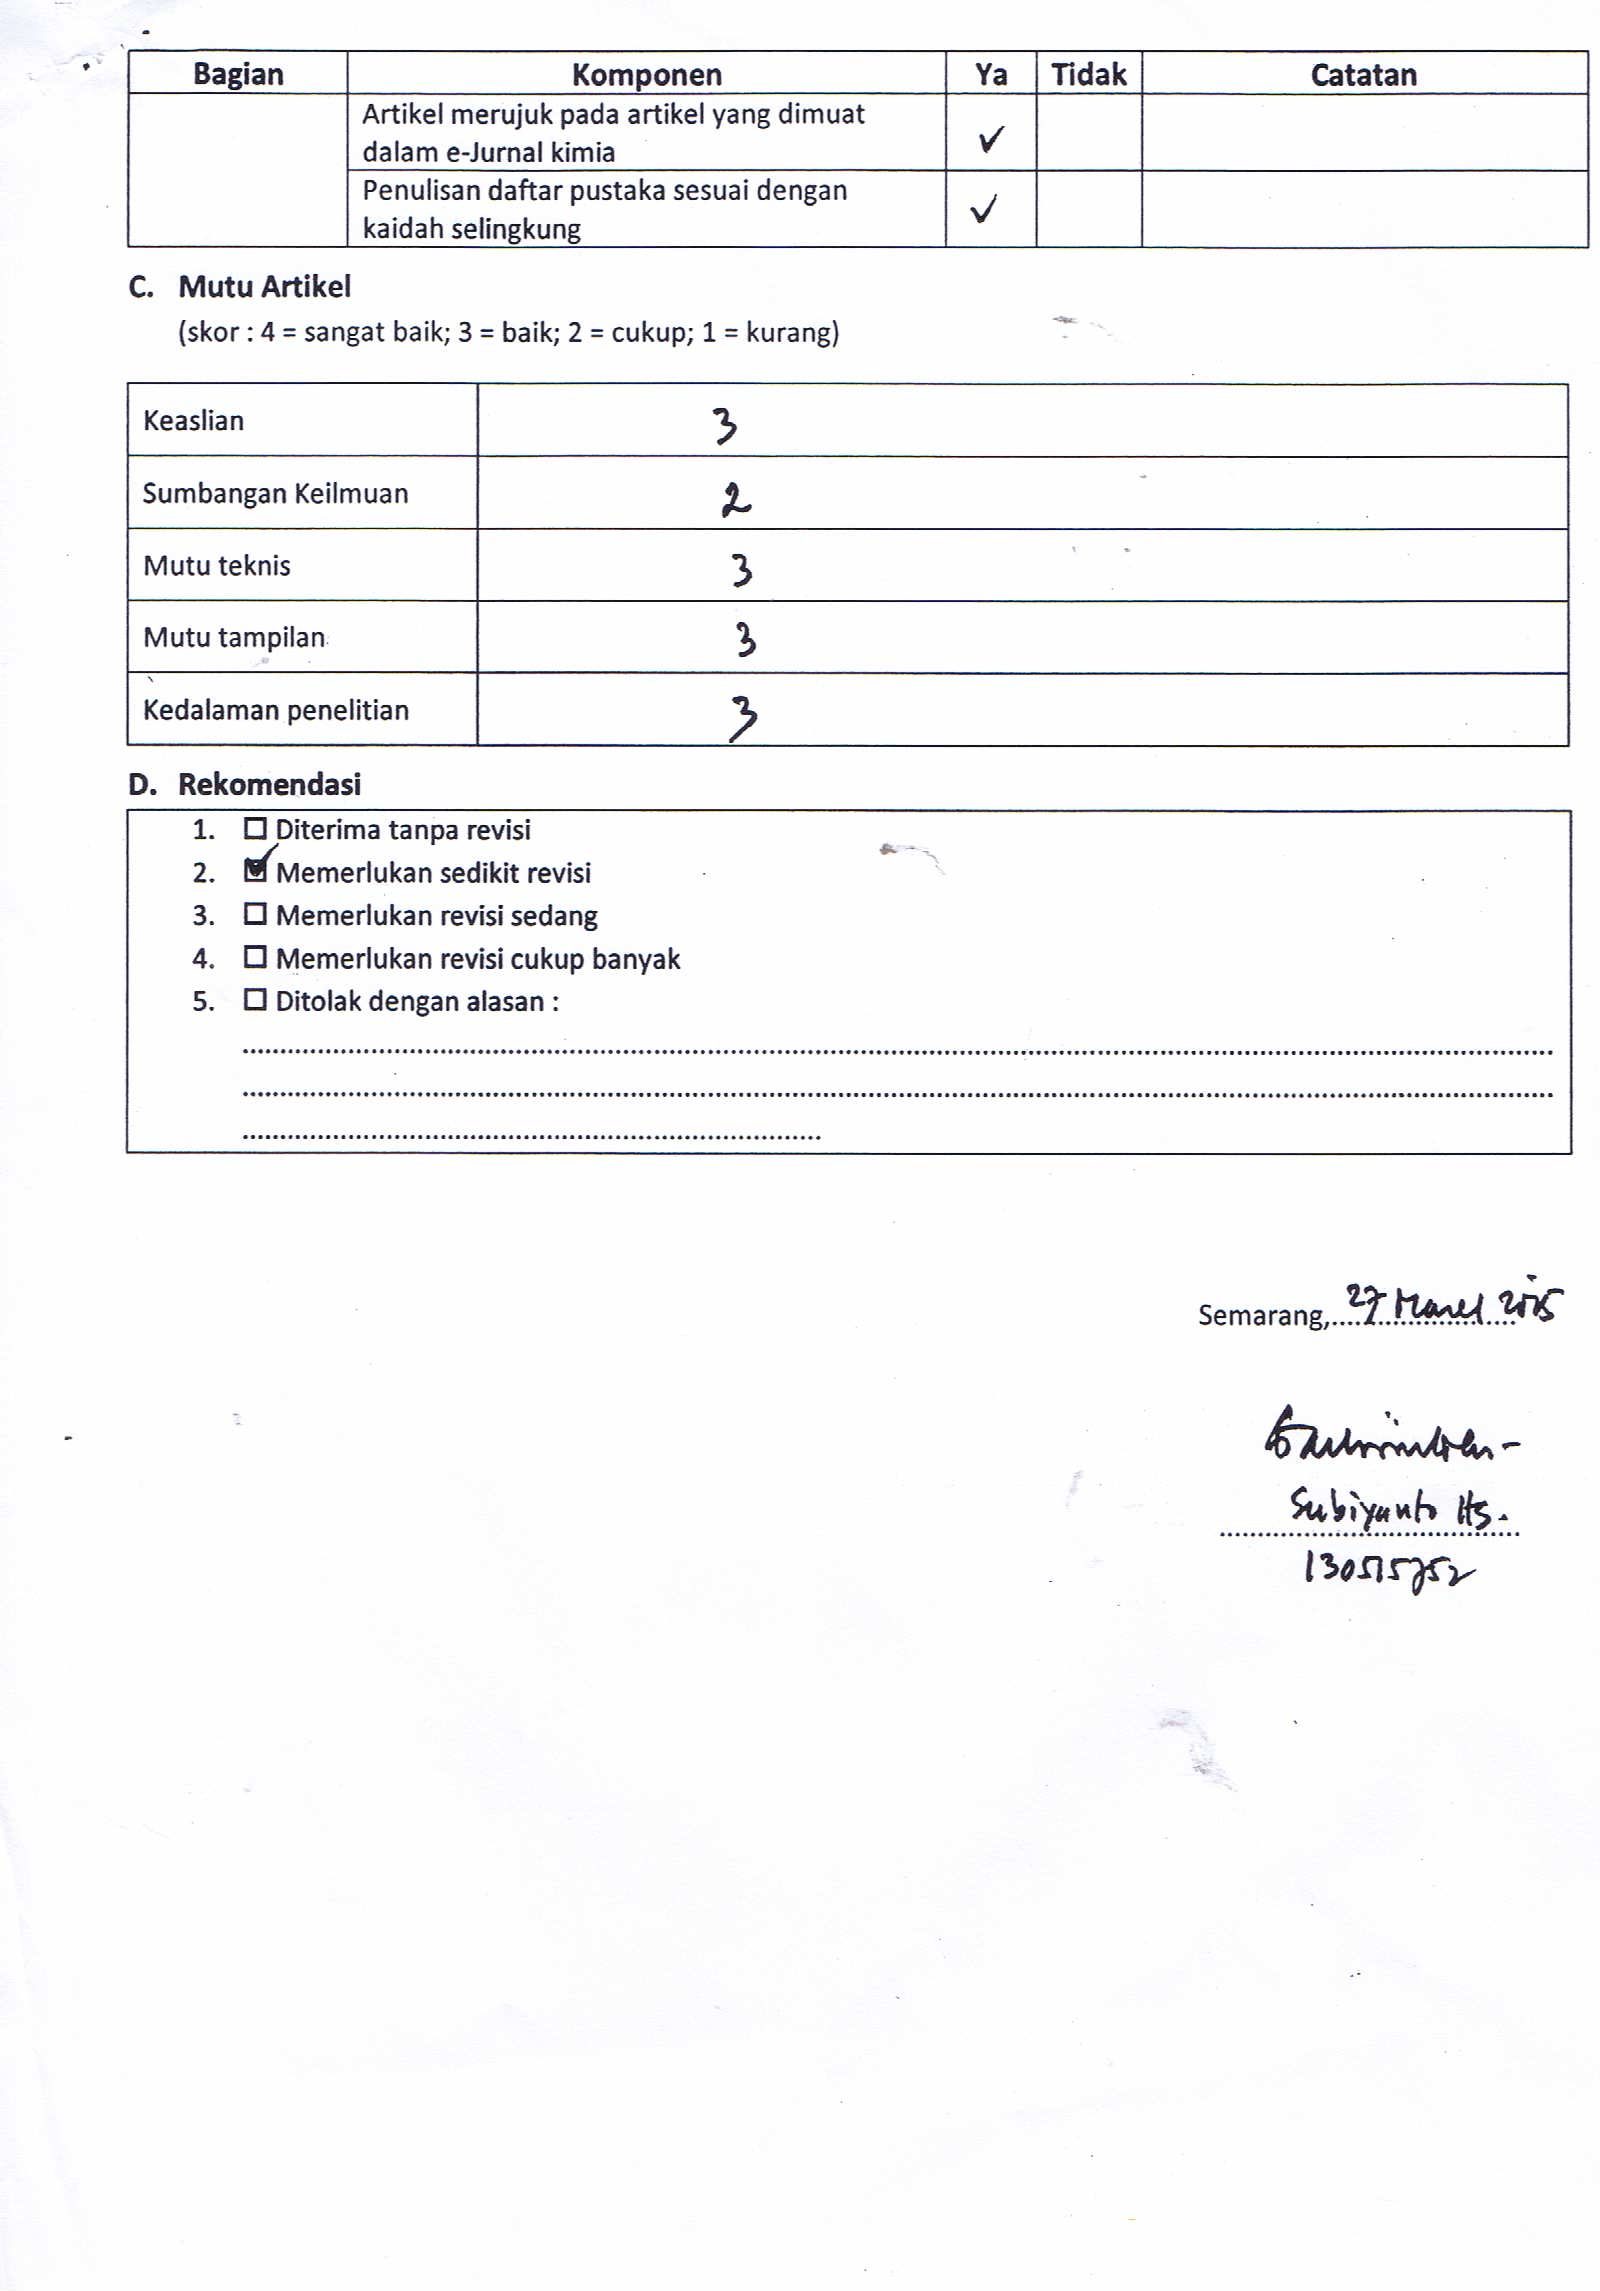 Bagian Komponen Ya Tidak Catatan
Artikel merujuk pada artikel yang dimuat
dalam e-Jurnal kimia ✓
Penulisan daftar pustaka sesuai dengan
kaidah selingkung ✓
C. Mutu Artikel
(skor : 4 = sangat baik; 3 = baik; 2 = cukup; 1 = kurang)
Keaslian 3
Sumbangan Keilmuan 2
Mutu teknis 3
Mutu tampilan 3
Kedalaman penelitian 3
D. Rekomendasi
1. ☐ Diterima tanpa revisi
2. ☑ Memerlukan sedikit revisi
3. ☐ Memerlukan revisi sedang
4. ☐ Memerlukan revisi cukup banyak
5. ☐ Ditolak dengan alasan :
Semarang, 27 Maret 2015
Subiyanto Hs.